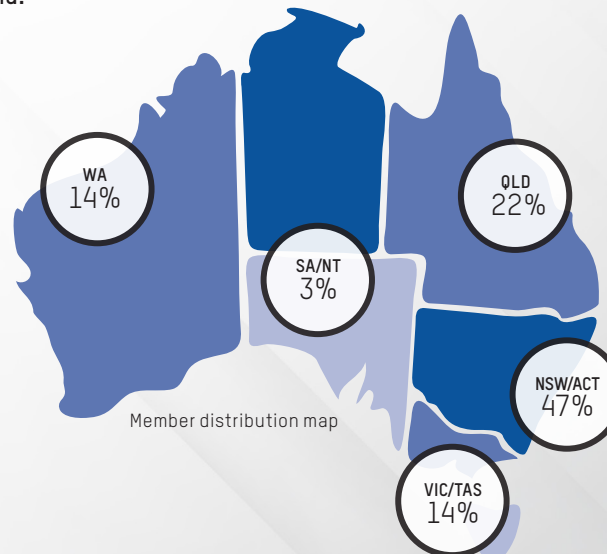 WA
14%
QLD
22%
SA/NT
3%
NSW/ACT
47%
Member distribution map
VIC/TAS
14%